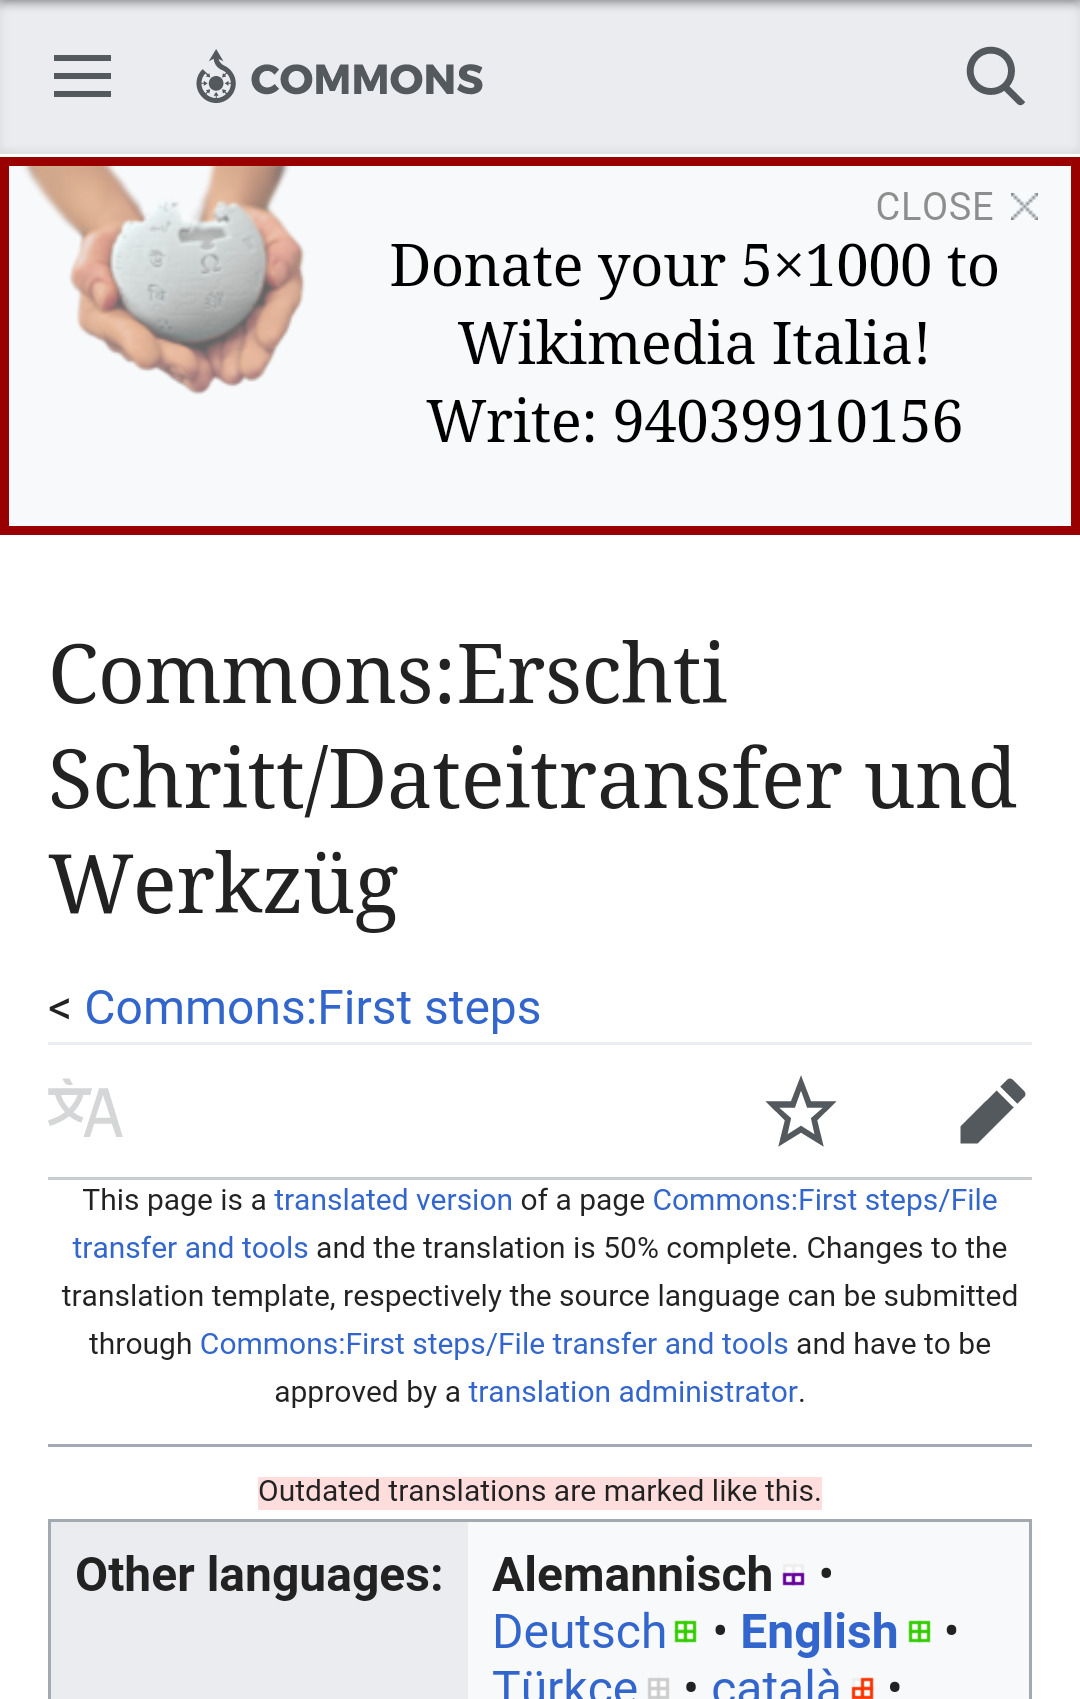 COMMONS
CLOSE
Donate your 5×1000 to
Wikimedia Italia!
Write: 94039910156
Commons:Erschti
Schritt/Dateitransfer und
Werkzüg
< Commons:First steps
This page is a translated version of a page Commons:First steps/File
transfer and tools and the translation is 50% complete. Changes to the
translation template, respectively the source language can be submitted
through Commons:First steps/File transfer and tools and have to be
approved by a translation administrator.
Outdated translations are marked like this.
Other languages: Alemannisch •
Deutsch • English •
Türkçe • català •